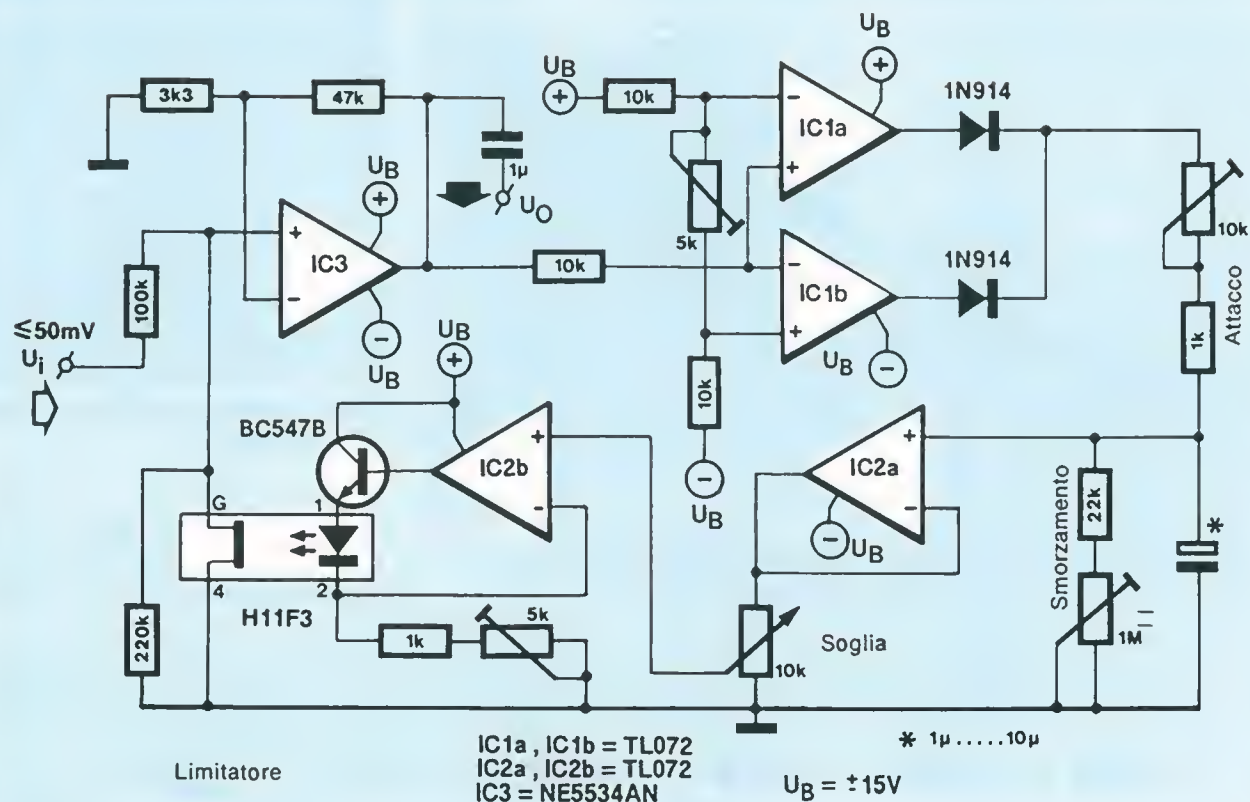 3k3
47k
1µ
U_O
U_B
+
IC3
+
−
−
U_B
100k
≤50mV
U_i
U_B
+
10k
5k
10k
−
U_B
10k
U_B
+
−
IC1a
+
1N914
−
IC1b
+
U_B
−
1N914
10k
1k
Attacco
BC547B
U_B
+
IC2b
+
−
IC2a
+
−
−
U_B
G
1
4
2
H11F3
220k
1k
5k
10k
Soglia
Smorzamento
22k
1M
*
Limitatore
IC1a , IC1b = TL072
IC2a , IC2b = TL072
IC3 = NE5534AN
* 1µ.....10µ
U_B = ±15V